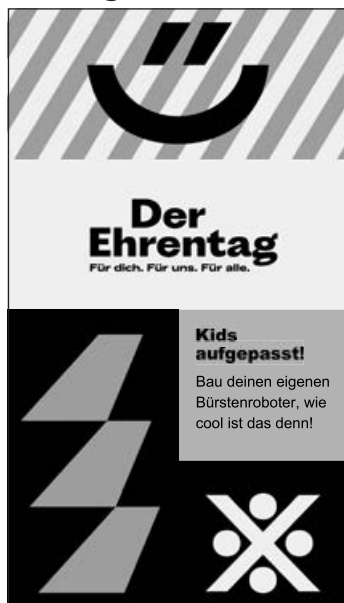 Der
Ehrentag
Für dich. Für uns. Für alle.
Kids
aufgepasst!
Bau deinen eigenen
Bürstenroboter, wie
cool ist das denn!